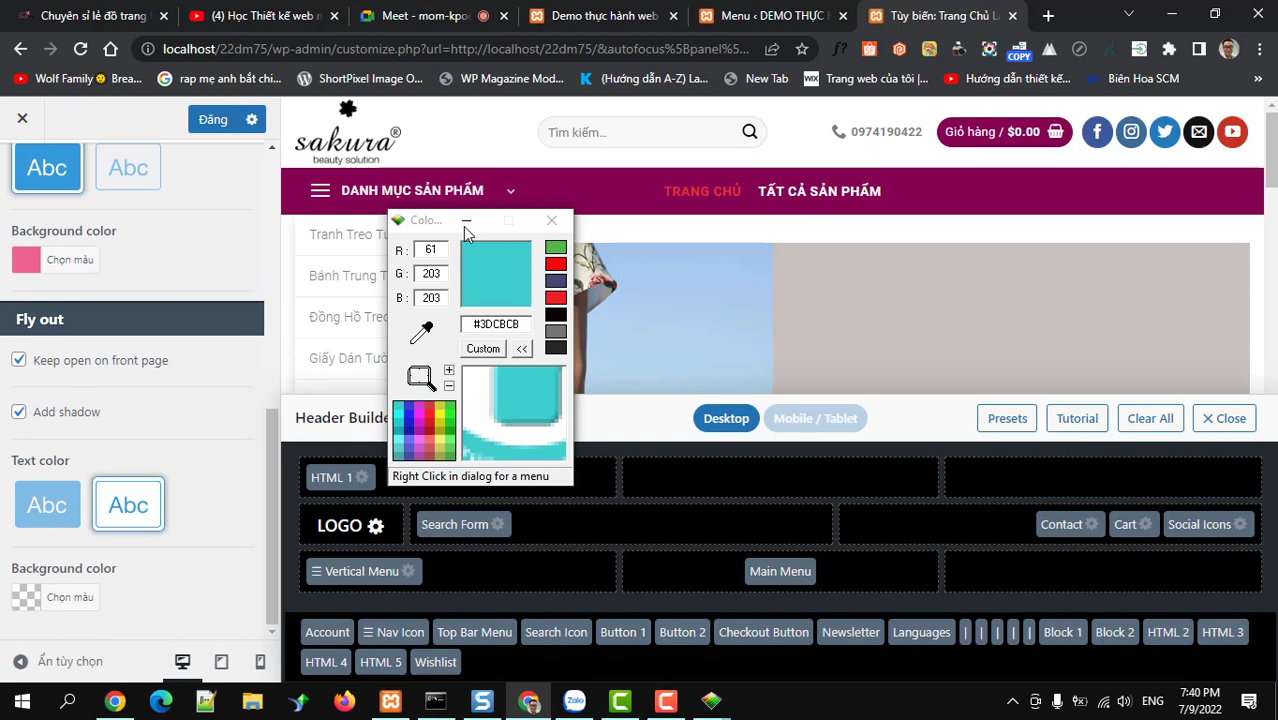 Chuyên sỉ lẻ đồ trang t
(4) Học Thiết kế web n
Meet - mom-kpo
Demo thực hành web
Menu ‹ DEMO THỰC H
Tùy biến: Trang Chủ L
localhost/22dm75/wp-admin/customize.php?url=http://localhost/22dm75/&autofocus%5Bpanel%5...
COPY
Wolf Family Brea...
rap mẹ anh bắt chi...
ShortPixel Image O...
WP Magazine Mod...
(Hướng dẫn A-Z) La...
New Tab
WIX
Trang web của tôi |...
Hướng dẫn thiết kế...
Biên Hoa SCM
»
Đăng
Abc
Abc
Background color
Chọn màu
Fly out
Keep open on front page
Add shadow
Text color
Abc
Abc
Background color
Chọn màu
Ẩn tùy chọn
sakura®
beauty solution
Tìm kiếm...
0974190422
Giỏ hàng / $0.00
DANH MỤC SẢN PHẨM
TRANG CHỦ
TẤT CẢ SẢN PHẨM
Tranh Treo Tư
Bánh Trung T
Đồng Hồ Treo
Giấy Dán Tườ
Colo...
R : 61
G : 203
B : 203
#3DCBCB
Custom
<<
Right Click in dialog for a menu
Header Builde
Desktop
Mobile / Tablet
Presets
Tutorial
Clear All
Close
HTML 1
LOGO
Search Form
Contact
Cart
Social Icons
Vertical Menu
Main Menu
Account
Nav Icon
Top Bar Menu
Search Icon
Button 1
Button 2
Checkout Button
Newsletter
Languages
|
|
|
|
|
Block 1
Block 2
HTML 2
HTML 3
HTML 4
HTML 5
Wishlist
Zalo
ENG
7:40 PM
7/9/2022